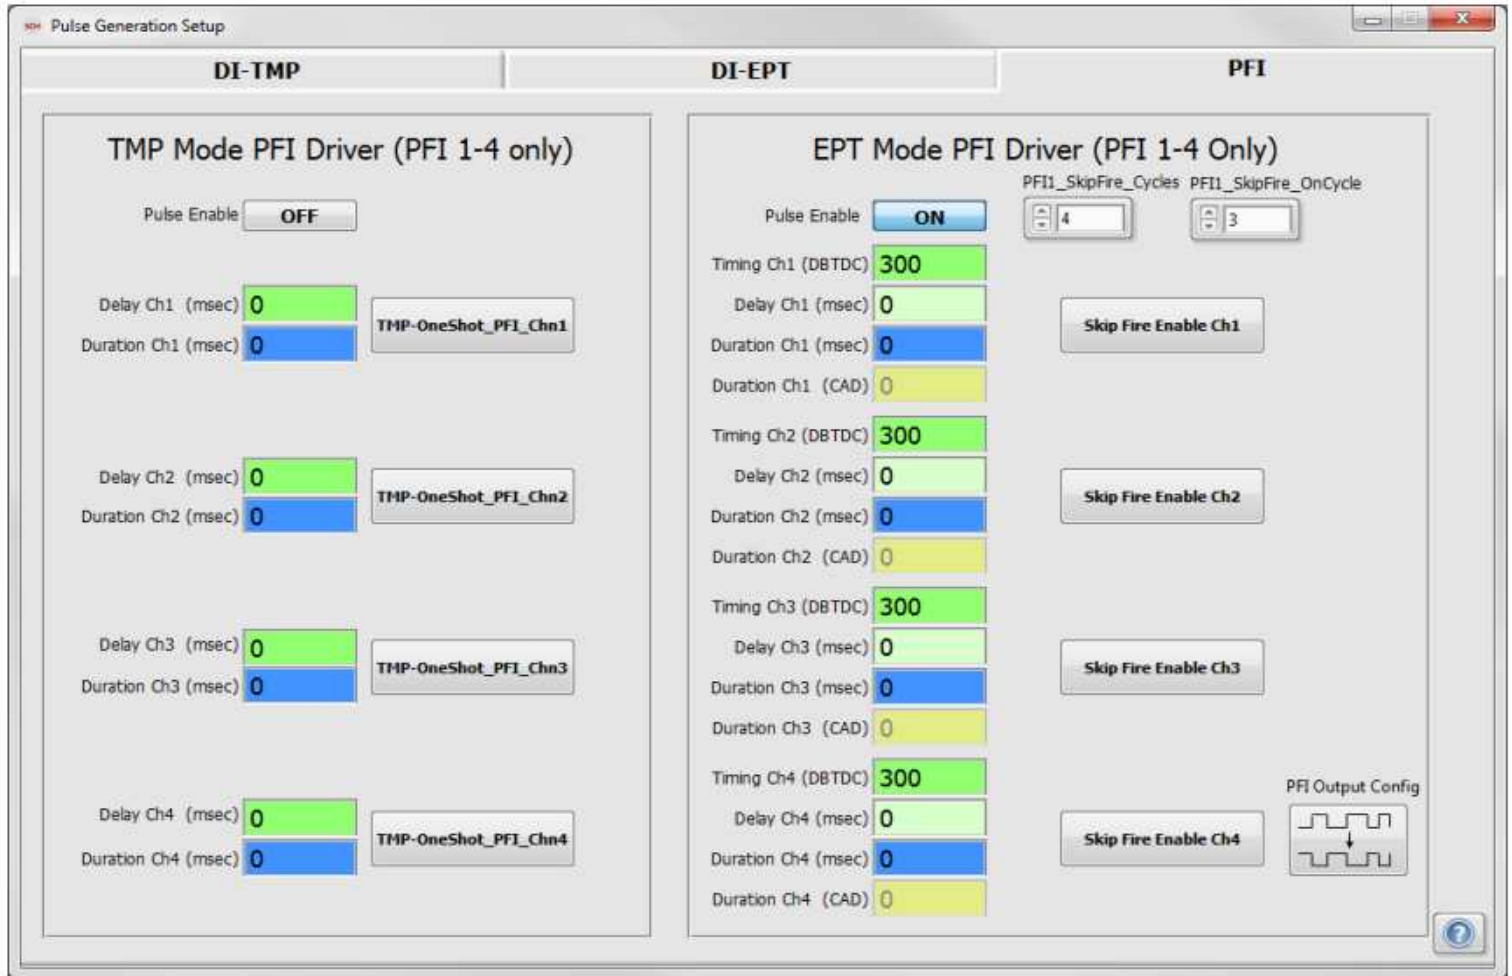 Pulse Generation Setup
DI-TMP
DI-EPT
PFI
TMP Mode PFI Driver (PFI 1-4 only)
Pulse Enable OFF
Delay Ch1 (msec) 0
Duration Ch1 (msec) 0
TMP-OneShot_PFI_Chn1
Delay Ch2 (msec) 0
Duration Ch2 (msec) 0
TMP-OneShot_PFI_Chn2
Delay Ch3 (msec) 0
Duration Ch3 (msec) 0
TMP-OneShot_PFI_Chn3
Delay Ch4 (msec) 0
Duration Ch4 (msec) 0
TMP-OneShot_PFI_Chn4
EPT Mode PFI Driver (PFI 1-4 Only)
PFI1_SkipFire_Cycles PFI1_SkipFire_OnCycle
Pulse Enable ON 4 3
Timing Ch1 (DBTDC) 300
Delay Ch1 (msec) 0
Duration Ch1 (msec) 0
Duration Ch1 (CAD) 0
Skip Fire Enable Ch1
Timing Ch2 (DBTDC) 300
Delay Ch2 (msec) 0
Duration Ch2 (msec) 0
Duration Ch2 (CAD) 0
Skip Fire Enable Ch2
Timing Ch3 (DBTDC) 300
Delay Ch3 (msec) 0
Duration Ch3 (msec) 0
Duration Ch3 (CAD) 0
Skip Fire Enable Ch3
Timing Ch4 (DBTDC) 300
Delay Ch4 (msec) 0
Duration Ch4 (msec) 0
Duration Ch4 (CAD) 0
Skip Fire Enable Ch4
PFI Output Config
?